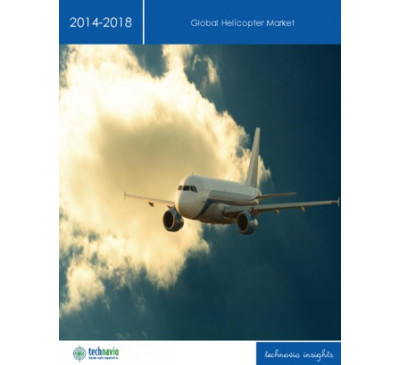 2014-2018
Global Helicopter Market
technavio
technavio insights